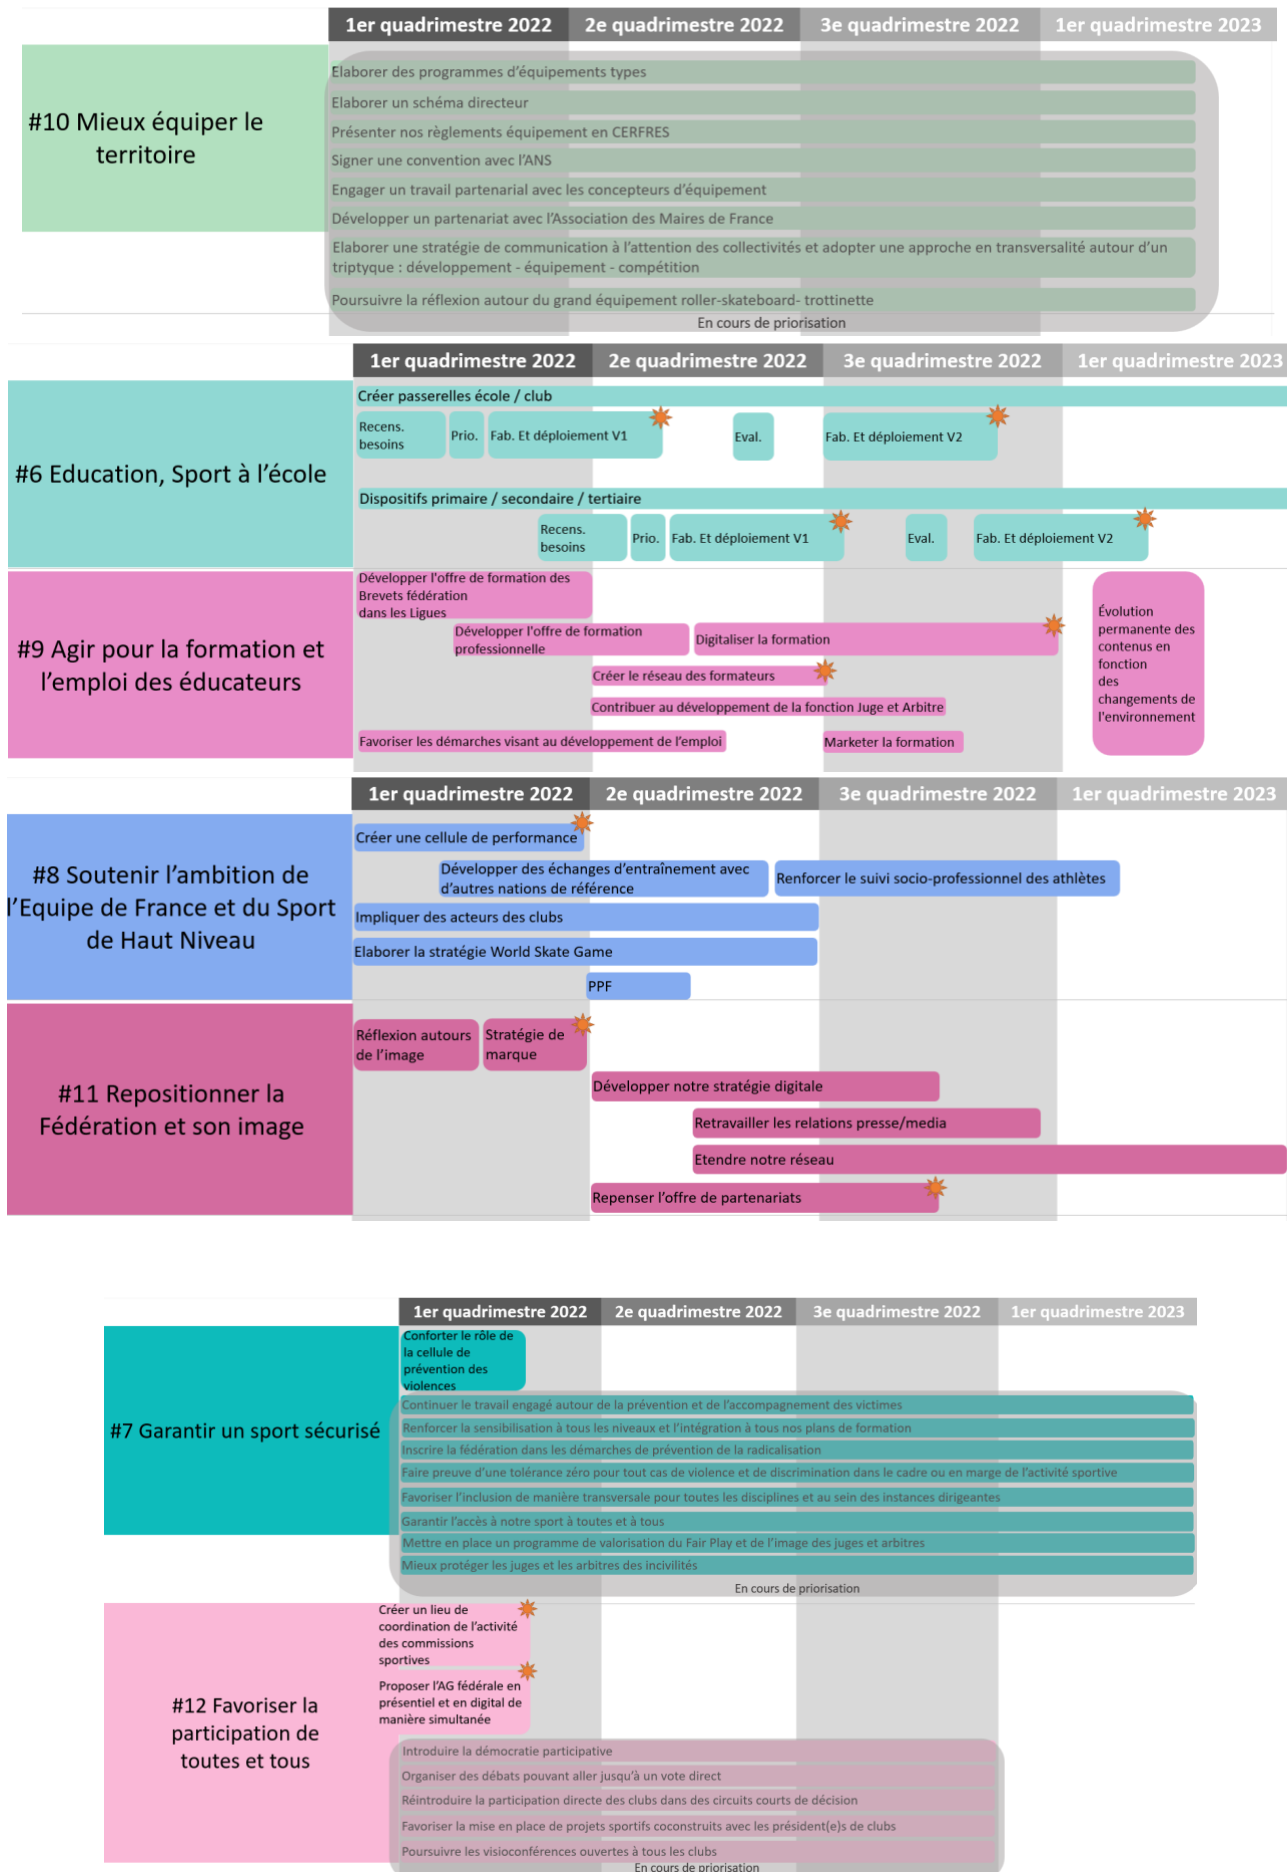 1er quadrimestre 2022 2e quadrimestre 2022 3e quadrimestre 2022 1er quadrimestre 2023
#10 Mieux équiper le
territoire
Elaborer des programmes d'équipements types
Elaborer un schéma directeur
Présenter nos règlements équipement en CERFRES
Signer une convention avec l'ANS
Engager un travail partenarial avec les concepteurs d'équipement
Développer un partenariat avec l'Association des Maires de France
Elaborer une stratégie de communication à l'attention des collectivités et adopter une approche en transversalité autour d'un
triptyque : développement - équipement - compétition
Poursuivre la réflexion autour du grand équipement roller-skateboard- trottinette
En cours de priorisation
1er quadrimestre 2022 2e quadrimestre 2022 3e quadrimestre 2022 1er quadrimestre 2023
#6 Education, Sport à l'école
Créer passerelles école / club
Recens.
besoins
Prio.
Fab. Et déploiement V1
Eval.
Fab. Et déploiement V2
Dispositifs primaire / secondaire / tertiaire
Recens.
besoins
Prio.
Fab. Et déploiement V1
Eval.
Fab. Et déploiement V2
#9 Agir pour la formation et
l'emploi des éducateurs
Développer l'offre de formation des
Brevets fédération
dans les Ligues
Développer l'offre de formation
professionnelle
Digitaliser la formation
Créer le réseau des formateurs
Contribuer au développement de la fonction Juge et Arbitre
Favoriser les démarches visant au développement de l'emploi
Marketer la formation
Évolution
permanente des
contenus en
fonction
des
changements de
l'environnement
1er quadrimestre 2022 2e quadrimestre 2022 3e quadrimestre 2022 1er quadrimestre 2023
#8 Soutenir l'ambition de
l'Equipe de France et du Sport
de Haut Niveau
Créer une cellule de performance
Développer des échanges d'entraînement avec
d'autres nations de référence
Renforcer le suivi socio-professionnel des athlètes
Impliquer des acteurs des clubs
Elaborer la stratégie World Skate Game
PPF
#11 Repositionner la
Fédération et son image
Réflexion autours
de l'image
Stratégie de
marque
Développer notre stratégie digitale
Retravailler les relations presse/media
Etendre notre réseau
Repenser l'offre de partenariats
1er quadrimestre 2022 2e quadrimestre 2022 3e quadrimestre 2022 1er quadrimestre 2023
#7 Garantir un sport sécurisé
Conforter le rôle de
la cellule de
prévention des
violences
Continuer le travail engagé autour de la prévention et de l'accompagnement des victimes
Renforcer la sensibilisation à tous les niveaux et l'intégration à tous nos plans de formation
Inscrire la fédération dans les démarches de prévention de la radicalisation
Faire preuve d'une tolérance zéro pour tout cas de violence et de discrimination dans le cadre ou en marge de l'activité sportive
Favoriser l'inclusion de manière transversale pour toutes les disciplines et au sein des instances dirigeantes
Garantir l'accès à notre sport à toutes et à tous
Mettre en place un programme de valorisation du Fair Play et de l'image des juges et arbitres
Mieux protéger les juges et les arbitres des incivilités
En cours de priorisation
#12 Favoriser la
participation de
toutes et tous
Créer un lieu de
coordination de l'activité
des commissions
sportives
Proposer l'AG fédérale en
présentiel et en digital de
manière simultanée
Introduire la démocratie participative
Organiser des débats pouvant aller jusqu'à un vote direct
Réintroduire la participation directe des clubs dans des circuits courts de décision
Favoriser la mise en place de projets sportifs coconstruits avec les président(e)s de clubs
Poursuivre les visioconférences ouvertes à tous les clubs
En cours de priorisation